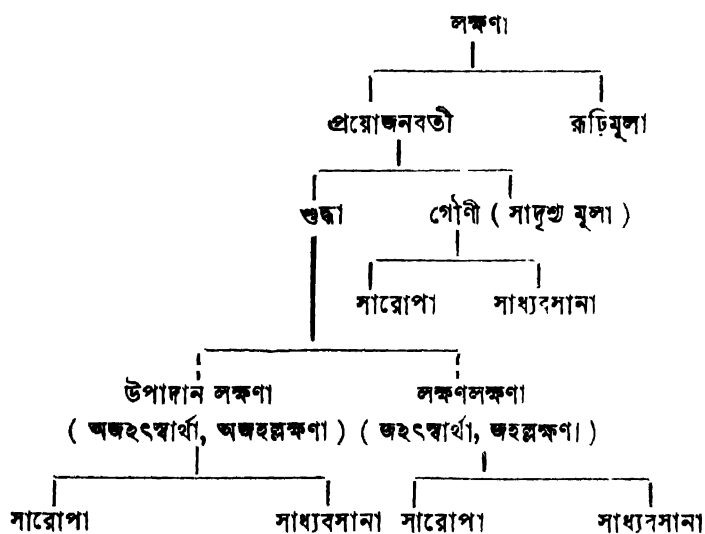 লক্ষণা
প্রয়োজনবতী রূঢ়িমূলা
শুদ্ধা গৌণী ( সাদৃশ্য মূলা )
সারোপা সাধ্যবসানা
উপাদান লক্ষণা লক্ষণলক্ষণা
( অজহৎস্বার্থা, অজহল্লক্ষণা ) ( জহৎস্বার্থা, জহল্লক্ষণা )
সারোপা সাধ্যবসানা সারোপা সাধ্যবসানা